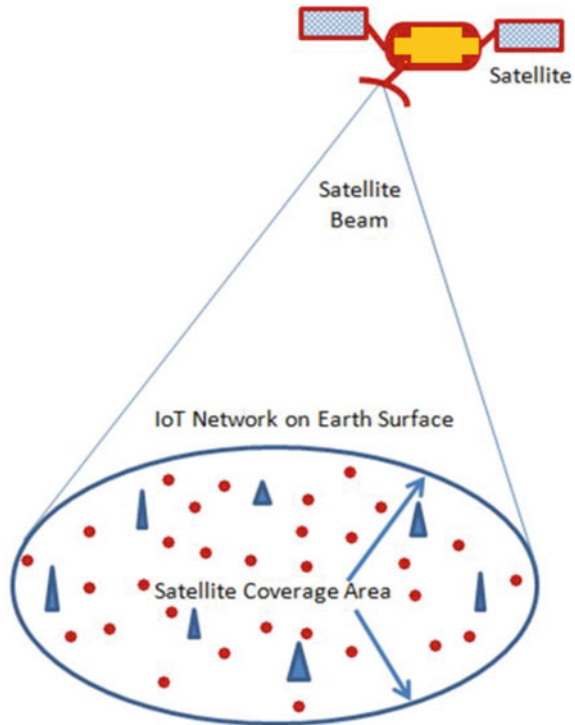 Satellite
Satellite
Beam
IoT Network on Earth Surface
Satellite Coverage Area